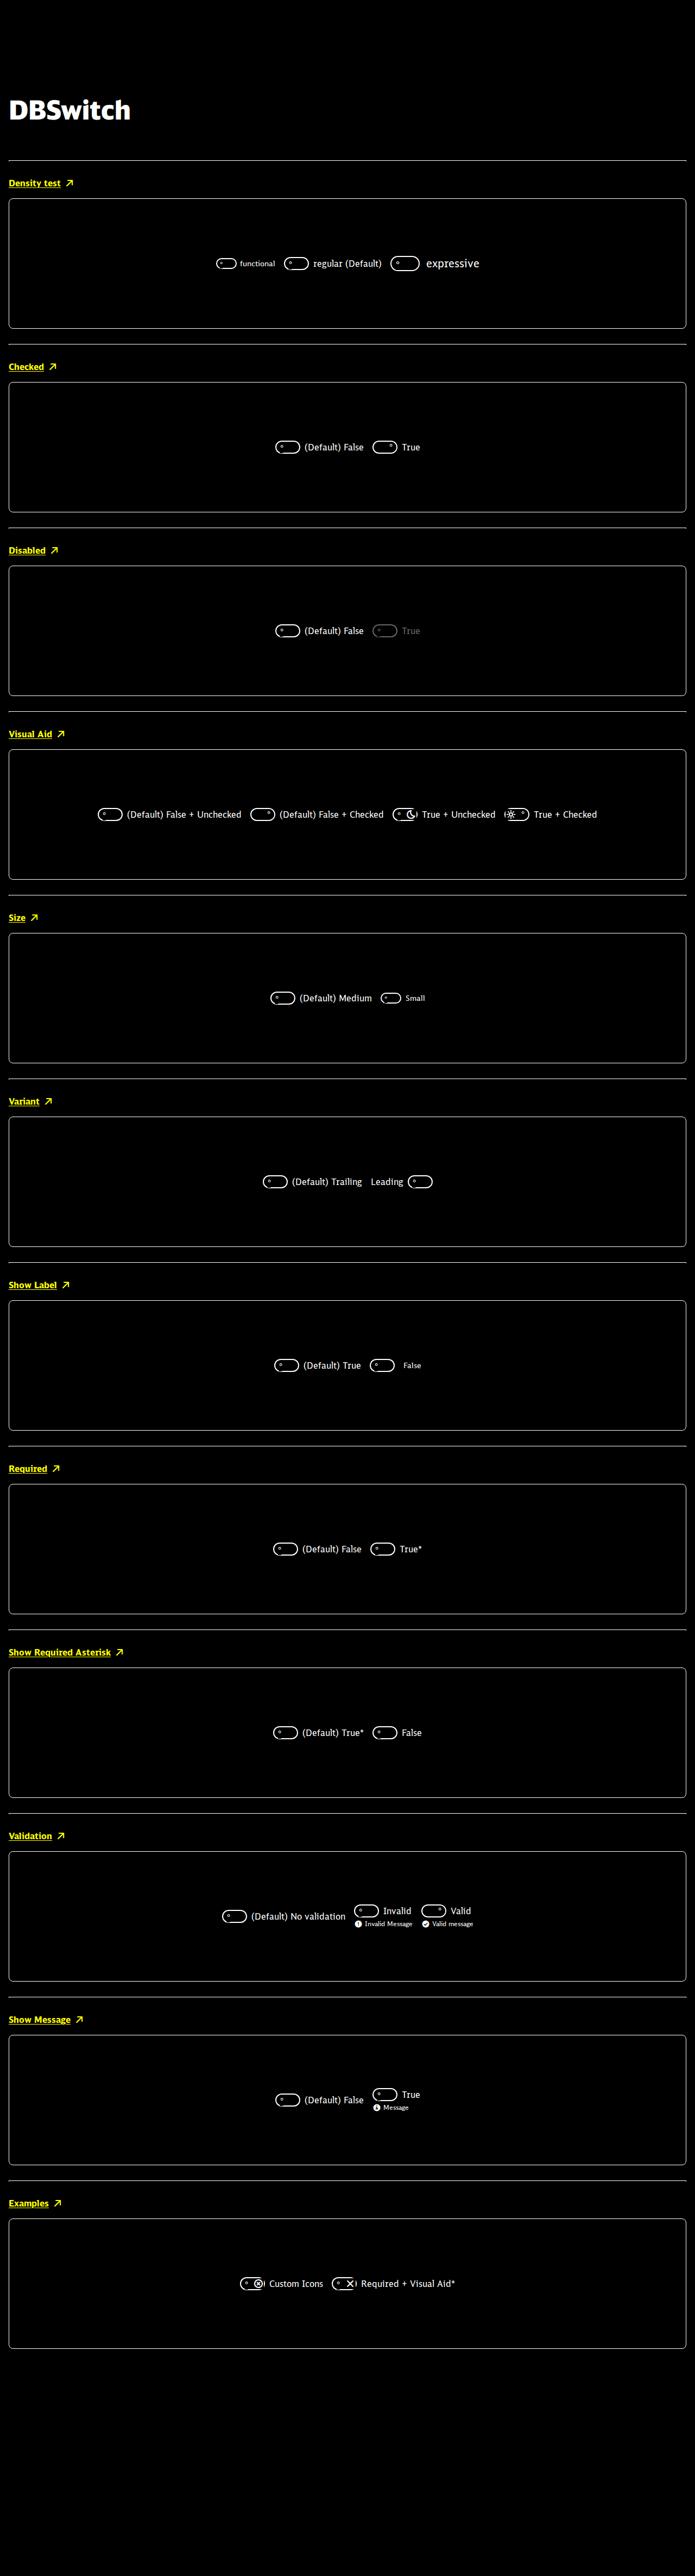 DBSwitch
Density test
functional regular (Default) expressive
Checked
(Default) False True
Disabled
(Default) False True
Visual Aid
(Default) False + Unchecked (Default) False + Checked True + Unchecked True + Checked
Size
(Default) Medium Small
Variant
(Default) Trailing Leading
Show Label
(Default) True False
Required
(Default) False True*
Show Required Asterisk
(Default) True* False
Validation
(Default) No validation Invalid Valid
Invalid Message Valid message
Show Message
(Default) False True
Message
Examples
Custom Icons Required + Visual Aid*